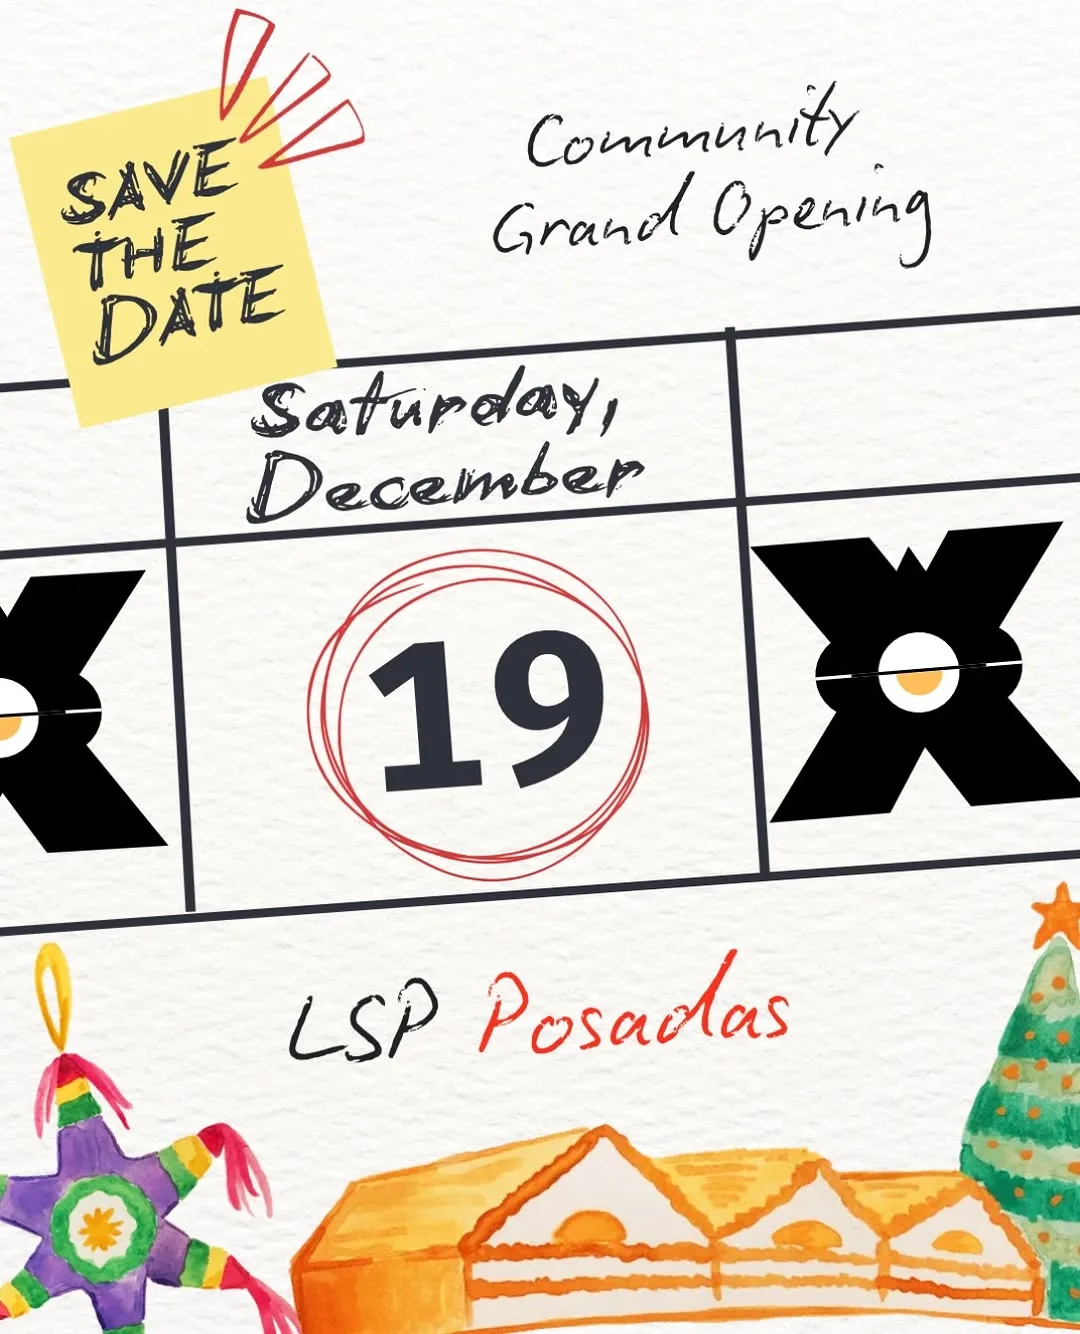 SAVE
THE
DATE
Community
Grand Opening
Saturday,
December
19
LSP Posadas